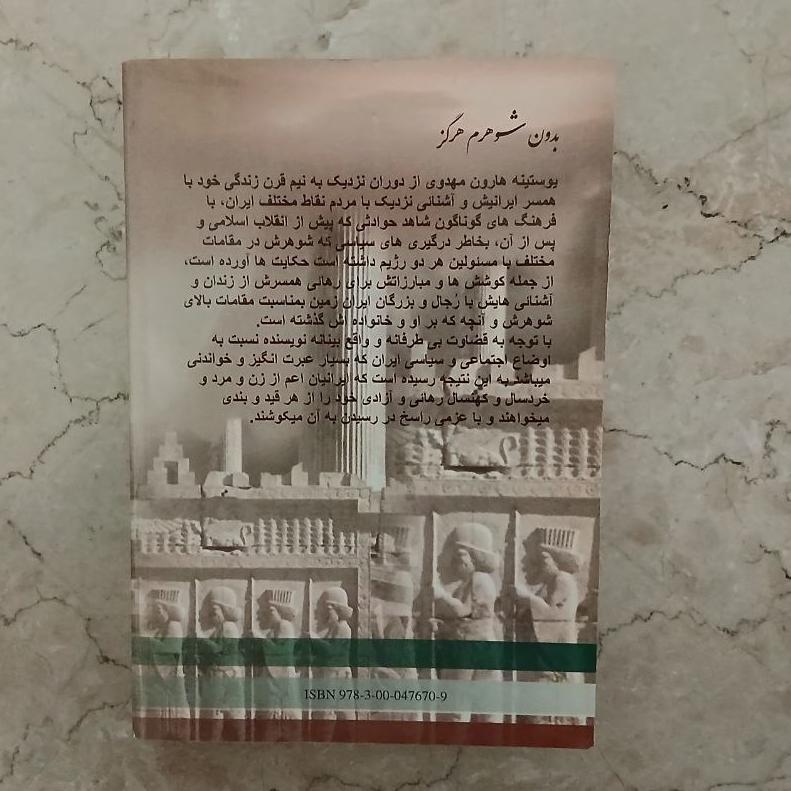 بدون شوهرم هرگز
یوستینه هارون مهدوی از دوران نزدیک به نیم قرن زندگی خود با
همسر ایرانیش و آشنائی نزدیک با مردم نقاط مختلف ایران، با
فرهنگ های گوناگون شاهد حوادثی که پیش از انقلاب اسلامی و
پس از آن، بخاطر درگیری های سیاسی که شوهرش در مقامات
مختلف با مسئولین هر دو رژیم داشته است حکایت ها آورده است،
از جمله کوشش ها و مبارزاتش برای رهائی همسرش از زندان و
آشنائی هایش با رُجال و بزرگان ایران زمین بمناسبت مقامات بالای
شوهرش و آنچه که بر او و خانواده اش گذشته است.
با توجه به قضاوت بی طرفانه و واقع بینانه نویسنده نسبت به
اوضاع اجتماعی و سیاسی ایران که بسیار عبرت انگیز و خواندنی
میباشد به این نتیجه رسیده است که ایرانیان اعم از زن و مرد و
خردسال و کهنسال رهائی و آزادی خود را از هر قید و بندی
میخواهند و با عزمی راسخ در رسیدن به آن میکوشند.
ISBN 978-3-00-047670-9